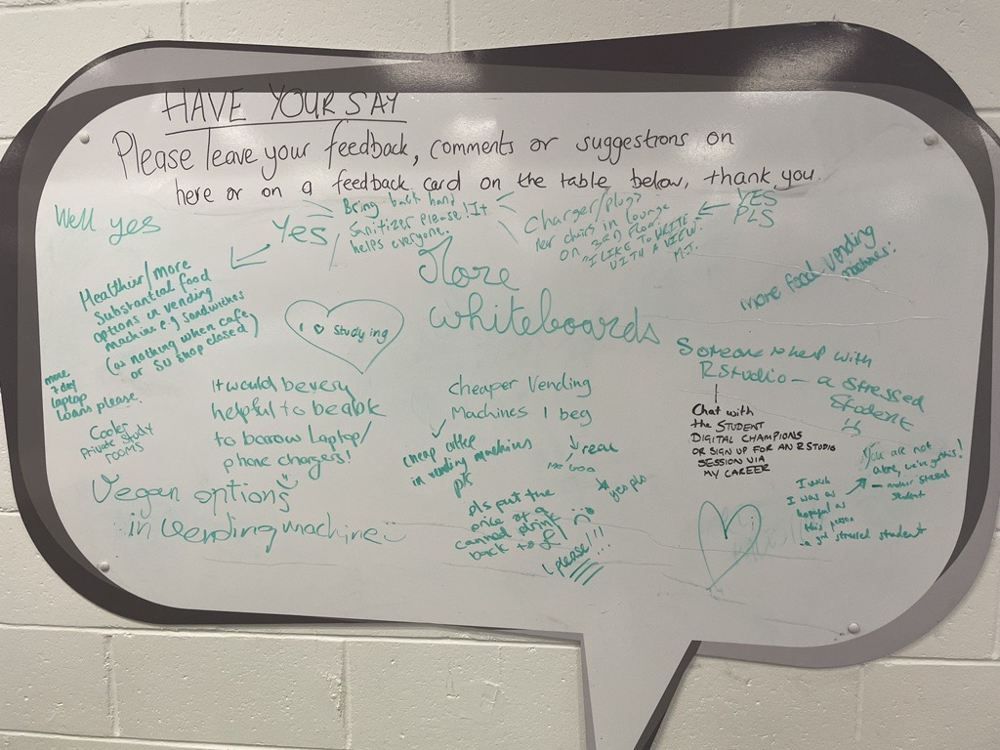 HAVE YOUR SAY
Please leave your feedback, comments or suggestions on
here or on a feedback card on the table below, thank you.
Well yes
Yes
Bring back hand
Sanitizer please! It
helps everyone.
Charger/plugs
new chairs in lounge
on 3RD FLOOR
"I LIKE TO WRITE
WITH A VIEW"
M.J.
YES
PLS
Healthier/more
Substantial food
options in vending
machine e.g sandwiches
(as nothing when cafe
or SU shop closed)
More
whiteboards
more food vending
machines!
I ♡ Studying
more
laptop
loans please.
Cooler
Private study
rooms
It would be very
helpful to be able
to borrow laptop/
phone chargers!
Vegan options
in Vending machine
cheaper Vending
Machines I beg
cheap coffee
in vending machines
pls
↓ real
yes pls
pls put the
price of a
canned drink
back to £1
(please!!!
Someone to help with
RStudio – a stressed
student
Chat with
the STUDENT
DIGITAL CHAMPIONS
OR SIGN UP FOR AN R STUDIO
SESSION VIA
MY CAREER
You are not
alone, we've got this!
– another stressed
student
I wish
I was as
hopeful as
this person
stressed student